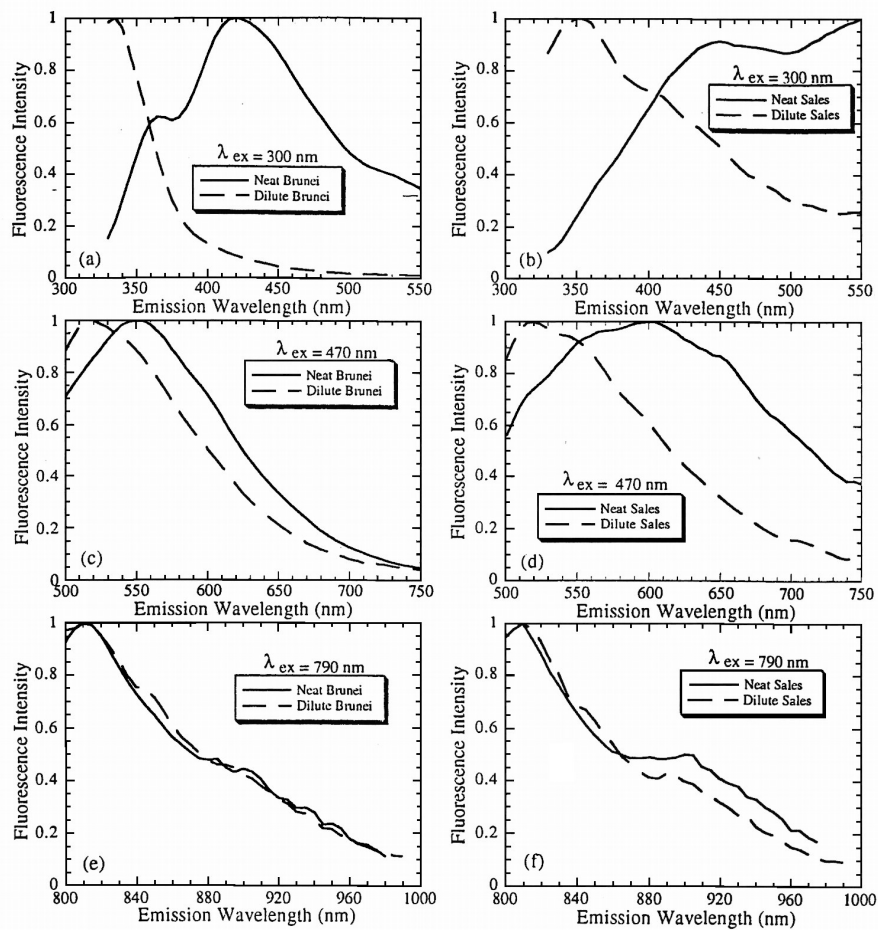 1
0.8
0.6
0.4
0.2
0
Fluorescence Intensity
λ ex = 300 nm
Neat Brunei
Dilute Brunei
(a)
300 350 400 450 500 550
Emission Wavelength (nm)
1
0.8
0.6
0.4
0.2
0
Fluorescence Intensity
λ ex = 300 nm
Neat Sales
Dilute Sales
(b)
300 350 400 450 500 550
Emission Wavelength (nm)
1
0.8
0.6
0.4
0.2
0
Fluorescence Intensity
λ ex = 470 nm
Neat Brunei
Dilute Brunei
(c)
500 550 600 650 700 750
Emission Wavelength (nm)
1
0.8
0.6
0.4
0.2
0
Fluorescence Intensity
λ ex = 470 nm
Neat Sales
Dilute Sales
(d)
500 550 600 650 700 750
Emission Wavelength (nm)
1
0.8
0.6
0.4
0.2
0
Fluorescence Intensity
λ ex = 790 nm
Neat Brunei
Dilute Brunei
(e)
800 840 880 920 960 1000
Emission Wavelength (nm)
1
0.8
0.6
0.4
0.2
0
Fluorescence Intensity
λ ex = 790 nm
Neat Sales
Dilute Sales
(f)
800 840 880 920 960 1000
Emission Wavelength (nm)